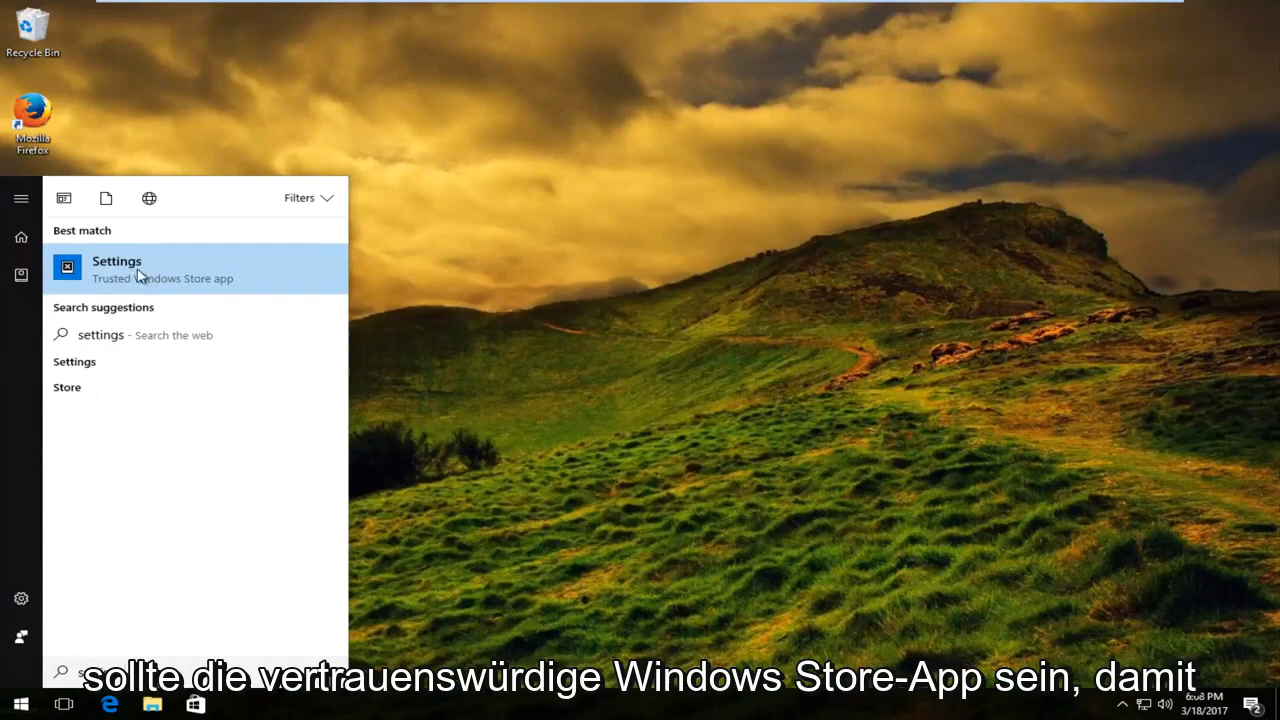 Recycle Bin
Mozilla
Firefox
Filters
Best match
Settings
Trusted Windows Store app
Search suggestions
settings - Search the web
Settings
Store
sollte die vertrauenswürdige Windows Store-App sein, damit
6:08 PM
3/18/2017
2